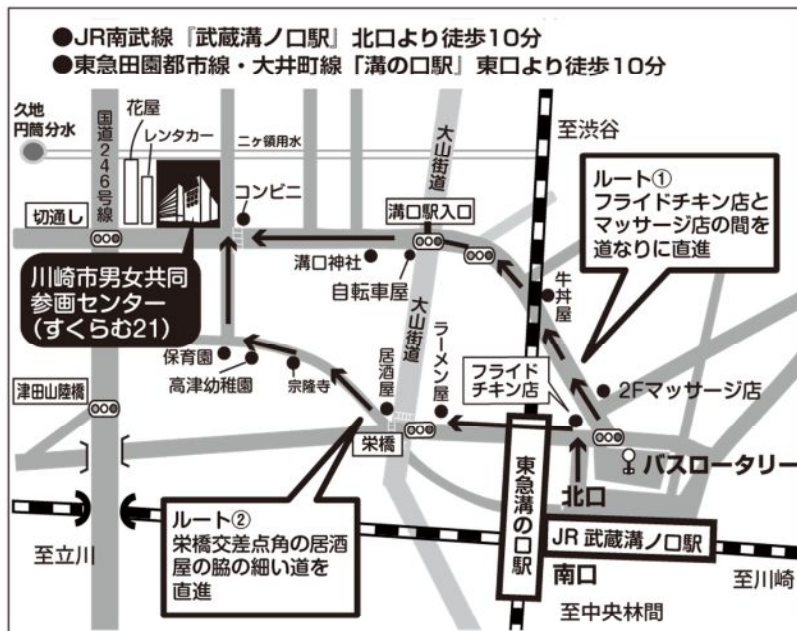 ●JR南武線『武蔵溝ノ口駅』北口より徒歩10分
●東急田園都市線・大井町線「溝の口駅」東口より徒歩10分
久地
円筒分水
国道246号線
花屋
レンタカー
二ヶ領用水
大山街道
至渋谷
コンビニ
切通し
溝口駅入口
ルート①
フライドチキン店と
マッサージ店の間を
道なりに直進
川崎市男女共同
参画センター
(すくらむ21)
溝口神社
自転車屋
牛丼屋
大山街道
保育園
高津幼稚園
宗隆寺
居酒屋
ラーメン屋
フライド
チキン店
2Fマッサージ店
津田山陸橋
栄橋
バスロータリー
北口
東急溝の口駅
ルート②
栄橋交差点角の居酒
屋の脇の細い道を
直進
JR 武蔵溝ノ口駅
南口
至立川
至川崎
至中央林間